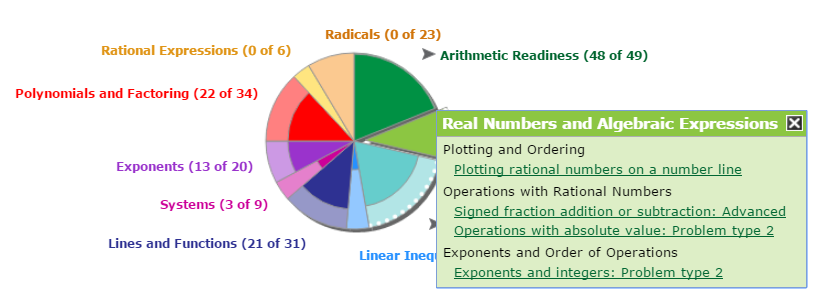 Radicals (0 of 23)
Rational Expressions (0 of 6)
Arithmetic Readiness (48 of 49)
Polynomials and Factoring (22 of 34)
Real Numbers and Algebraic Expressions
Plotting and Ordering
Plotting rational numbers on a number line
Exponents (13 of 20)
Operations with Rational Numbers
Systems (3 of 9)
Signed fraction addition or subtraction: Advanced
Operations with absolute value: Problem type 2
Lines and Functions (21 of 31)
Exponents and Order of Operations
Linear
Exponents and integers: Problem type 2